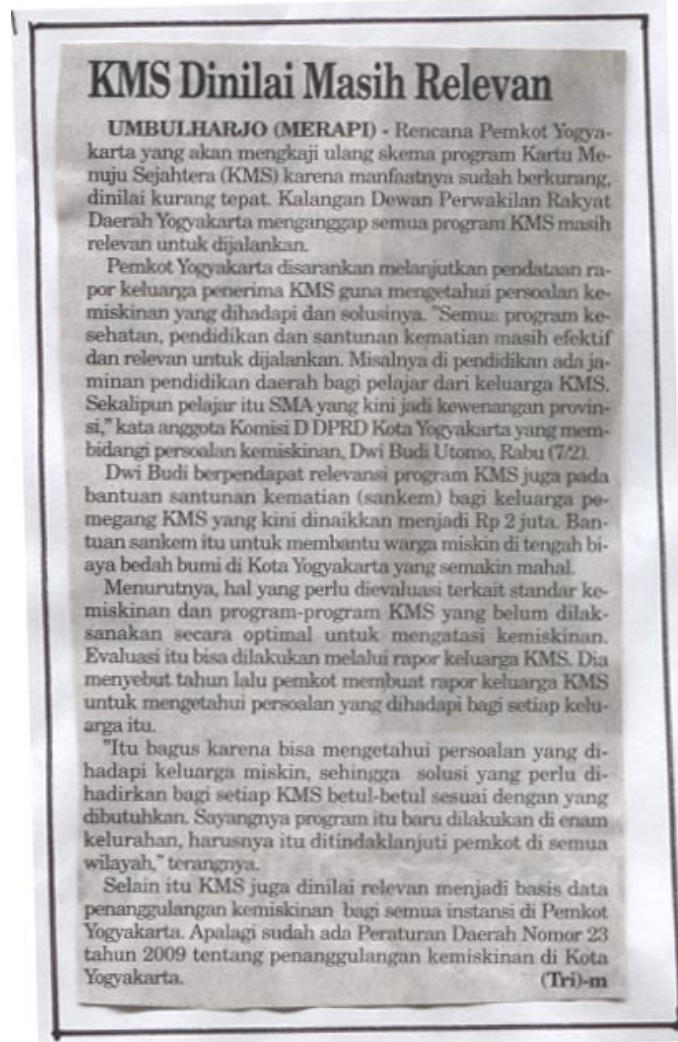 KMS Dinilai Masih Relevan
UMBULHARJO (MERAPI) - Rencana Pemkot Yogya-
karta yang akan mengkaji ulang skema program Kartu Me-
nuju Sejahtera (KMS) karena manfaatnya sudah berkurang,
dinilai kurang tepat. Kalangan Dewan Perwakilan Rakyat
Daerah Yogyakarta menganggap semua program KMS masih
relevan untuk dijalankan.
Pemkot Yogyakarta disarankan melanjutkan pendataan ra-
por keluarga penerima KMS guna mengetahui persoalan ke-
miskinan yang dihadapi dan solusinya. "Semua program ke-
sehatan, pendidikan dan santunan kematian masih efektif
dan relevan untuk dijalankan. Misalnya di pendidikan ada ja-
minan pendidikan daerah bagi pelajar dari keluarga KMS.
Sekalipun pelajar itu SMA yang kini jadi kewenangan provin-
si," kata anggota Komisi D DPRD Kota Yogyakarta yang mem-
bidangi persoalan kemiskinan, Dwi Budi Utomo, Rabu (7/2).
Dwi Budi berpendapat relevansi program KMS juga pada
bantuan santunan kematian (sankem) bagi keluarga pe-
megang KMS yang kini dinaikkan menjadi Rp 2 juta. Ban-
tuan sankem itu untuk membantu warga miskin di tengah bi-
aya bedah bumi di Kota Yogyakarta yang semakin mahal.
Menurutnya, hal yang perlu dievaluasi terkait standar ke-
miskinan dan program-program KMS yang belum dilak-
sanakan secara optimal untuk mengatasi kemiskinan.
Evaluasi itu bisa dilakukan melalui rapor keluarga KMS. Dia
menyebut tahun lalu pemkot membuat rapor keluarga KMS
untuk mengetahui persoalan yang dihadapi bagi setiap kelu-
arga itu.
"Itu bagus karena bisa mengetahui persoalan yang di-
hadapi keluarga miskin, sehingga solusi yang perlu di-
hadirkan bagi setiap KMS betul-betul sesuai dengan yang
dibutuhkan. Sayangnya program itu baru dilakukan di enam
kelurahan, harusnya itu ditindaklanjuti pemkot di semua
wilayah," terangnya.
Selain itu KMS juga dinilai relevan menjadi basis data
penanggulangan kemiskinan bagi semua instansi di Pemkot
Yogyakarta. Apalagi sudah ada Peraturan Daerah Nomor 23
tahun 2009 tentang penanggulangan kemiskinan di Kota
Yogyakarta. (Tri)-m